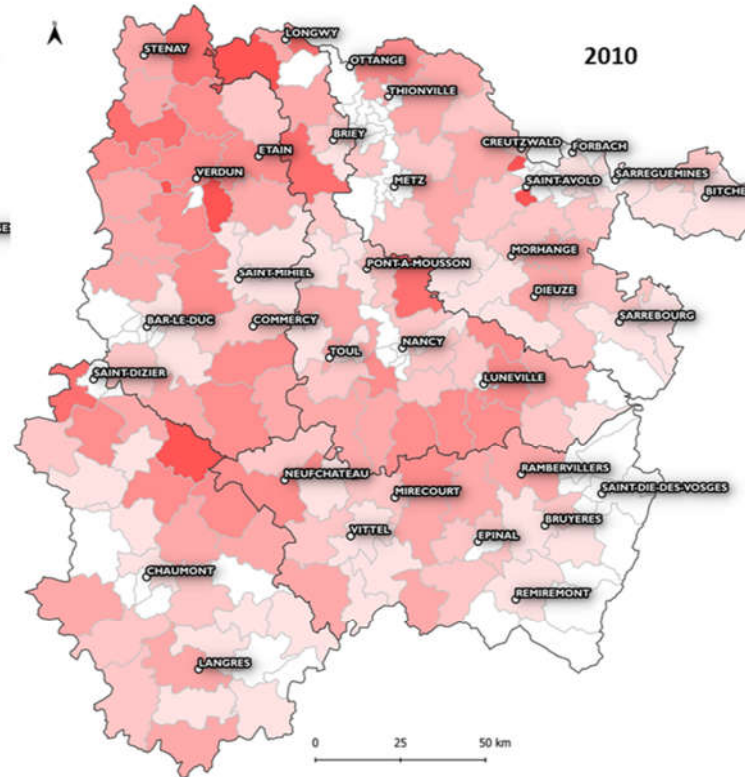 2010
LONGWY
STENAY
OTTANGE
THIONVILLE
BRIEY
CREUTZWALD
FORBACH
ETAIN
VERDUN
METZ
SAINT-AVOLD
SARREGUEMINES
BITCHE
MORHANGE
PONT-A-MOUSSON
SAINT-MIHIEL
DIEUZE
BAR-LE-DUC
COMMERCY
SARREBOURG
NANCY
TOUL
SAINT-DIZIER
LUNEVILLE
NEUFCHATEAU
RAMBERVILLERS
MIRECOURT
SAINT-DIE-DES-VOSGES
VITTEL
BRUYERES
EPINAL
CHAUMONT
REMIREMONT
LANGRES
0 25 50 km